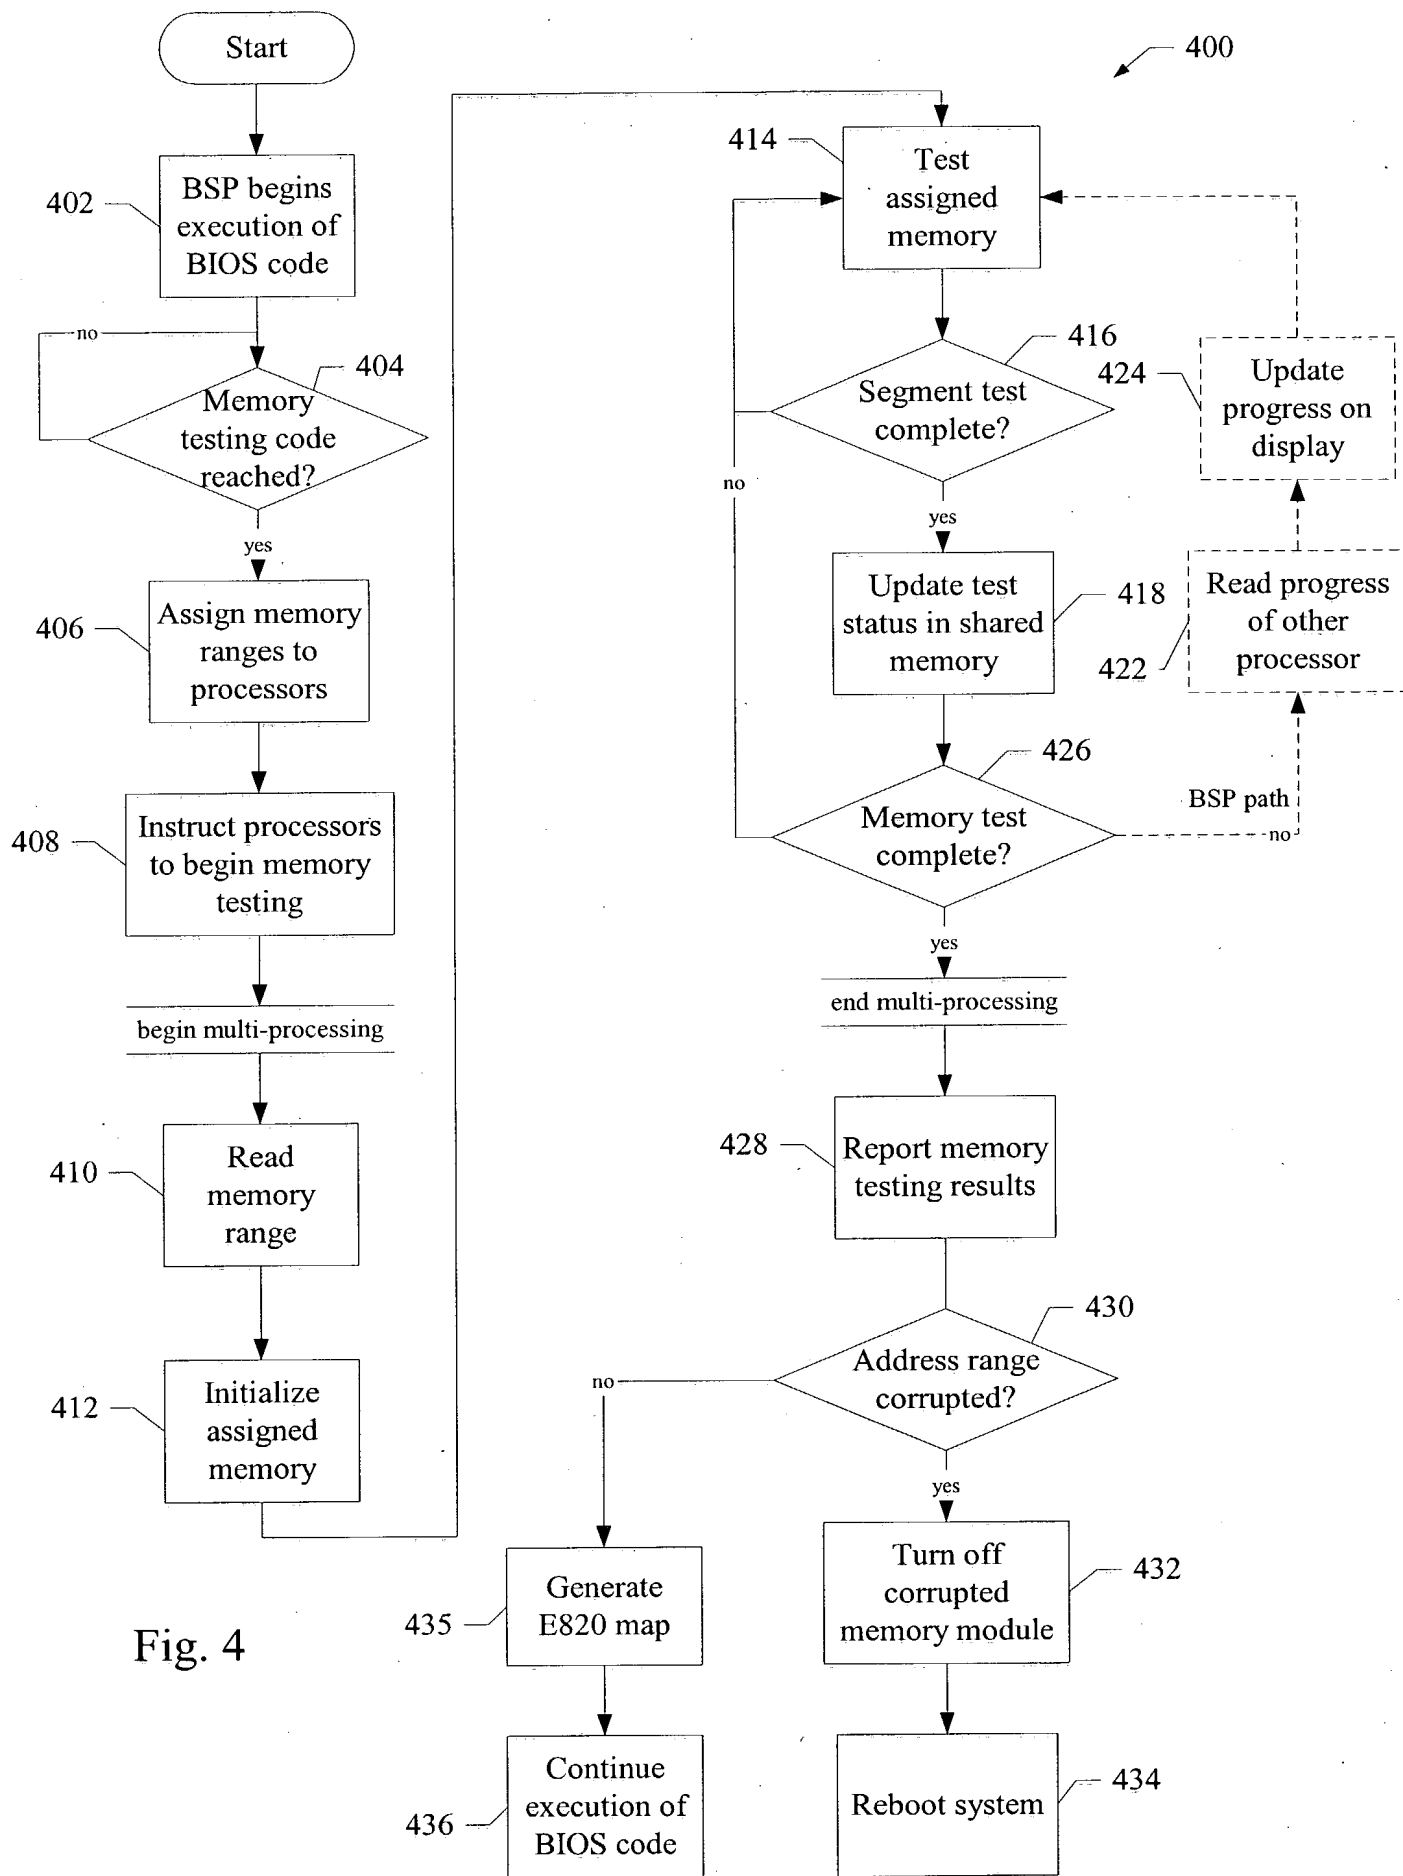 Start
400
402
BSP begins
execution of
BIOS code
no
404
Memory
testing code
reached?
yes
406
Assign memory
ranges to
processors
408
Instruct processors
to begin memory
testing
begin multi-processing
410
Read
memory
range
412
Initialize
assigned
memory
414
Test
assigned
memory
416
Segment test
complete?
no
yes
418
Update test
status in shared
memory
424
Update
progress on
display
422
Read progress
of other
processor
426
Memory test
complete?
BSP path
no
yes
end multi-processing
428
Report memory
testing results
430
Address range
corrupted?
no
yes
432
Turn off
corrupted
memory module
435
Generate
E820 map
434
Reboot system
436
Continue
execution of
BIOS code
Fig. 4